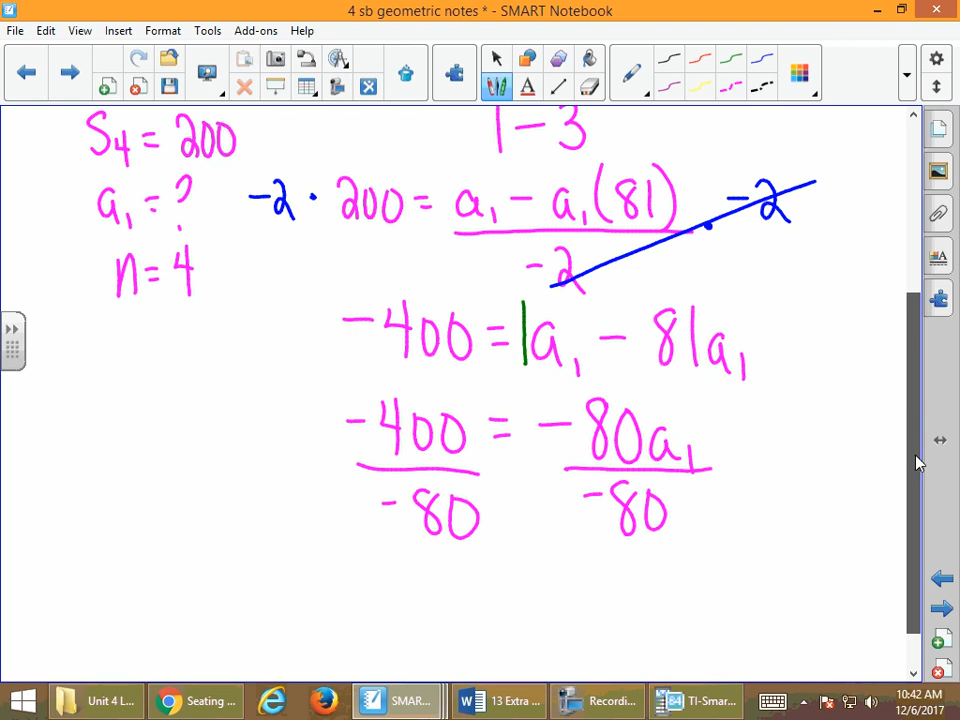 4 sb geometric notes * - SMART Notebook
File Edit View Insert Format Tools Add-ons Help
S4 = 200
1 - 3
a1 = ?
-2 · 200 = a1 - a1(81) · -2
-2
n = 4
-400 = 1a1 - 81a1
-400 = -80a1
-80 -80
Unit 4 L...
Seating ...
SMAR...
13 Extra ...
Recordi...
TI-Smar...
10:42 AM
12/6/2017